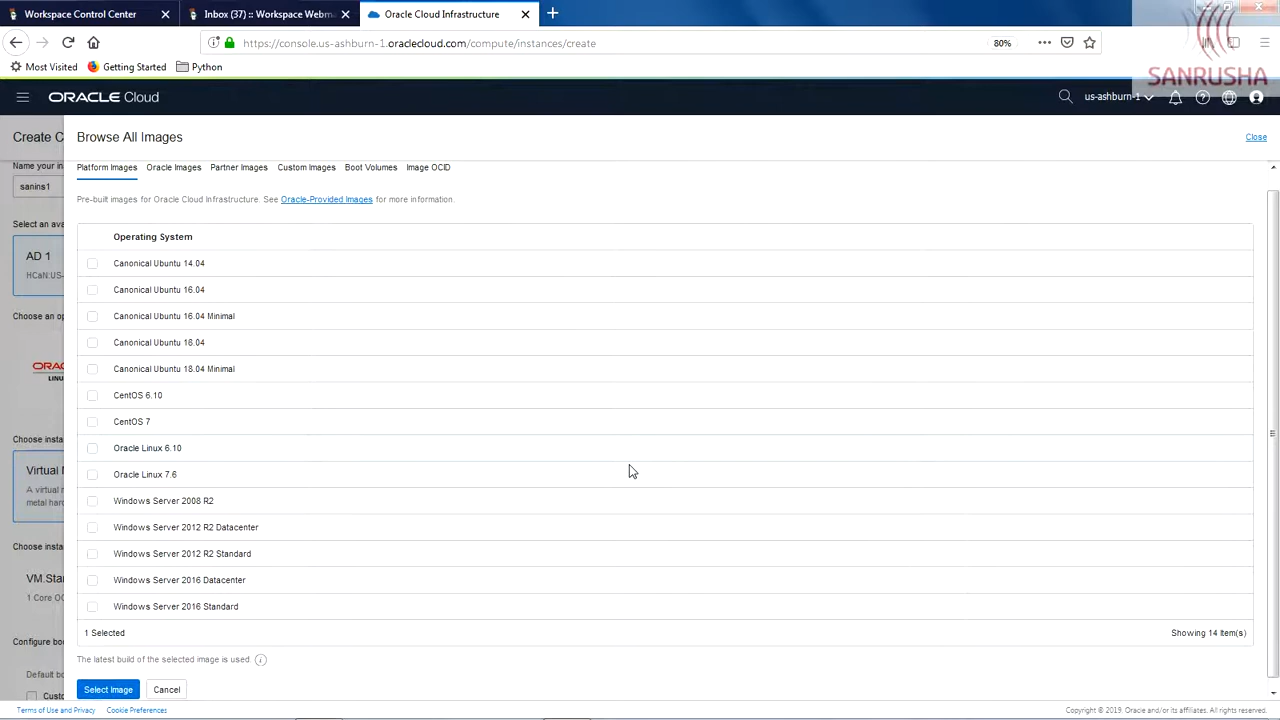 Workspace Control Center
Inbox (37) :: Workspace Webm
Oracle Cloud Infrastructure
https://console.us-ashburn-1.oraclecloud.com/compute/instances/create
80%
Most Visited
Getting Started
Python
SANRUSHA
ORACLE Cloud
us-ashburn-1
Create C
Browse All Images
Close
Name your in
Platform Images
Oracle Images
Partner Images
Custom Images
Boot Volumes
Image OCID
sanins1
Pre-built images for Oracle Cloud Infrastructure. See Oracle-Provided Images for more information.
Select an ava
Operating System
AD 1
HCaN:US-
Canonical Ubuntu 14.04
Canonical Ubuntu 16.04
Choose an op
Canonical Ubuntu 16.04 Minimal
Canonical Ubuntu 18.04
ORAC
LINU
Canonical Ubuntu 18.04 Minimal
CentOS 6.10
CentOS 7
Choose instan
Oracle Linux 6.10
Virtual M
Oracle Linux 7.6
A virtual m
metal hard
Windows Server 2008 R2
Windows Server 2012 R2 Datacenter
Choose instan
Windows Server 2012 R2 Standard
VM.Stan
Windows Server 2016 Datacenter
1 Core OC
Windows Server 2016 Standard
1 Selected
Showing 14 Item(s)
Configure boo
The latest build of the selected image is used.
Default bo
Select Image
Cancel
Custo
Terms of Use and Privacy
Cookie Preferences
Copyright © 2019, Oracle and/or its affiliates. All rights reserved.